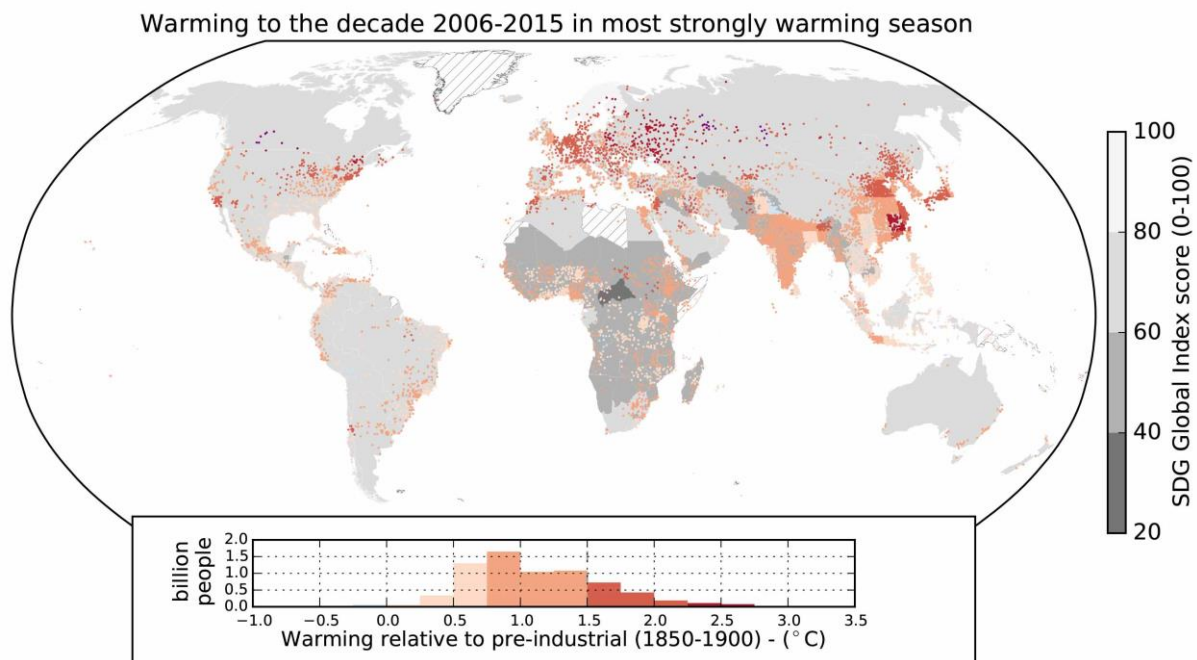 Warming to the decade 2006-2015 in most strongly warming season
100
80
60
40
20
SDG Global Index score (0-100)
billion
people
2.0
1.5
1.0
0.5
0.0
−1.0 −0.5 0.0 0.5 1.0 1.5 2.0 2.5 3.0 3.5
Warming relative to pre-industrial (1850-1900) - (°C)